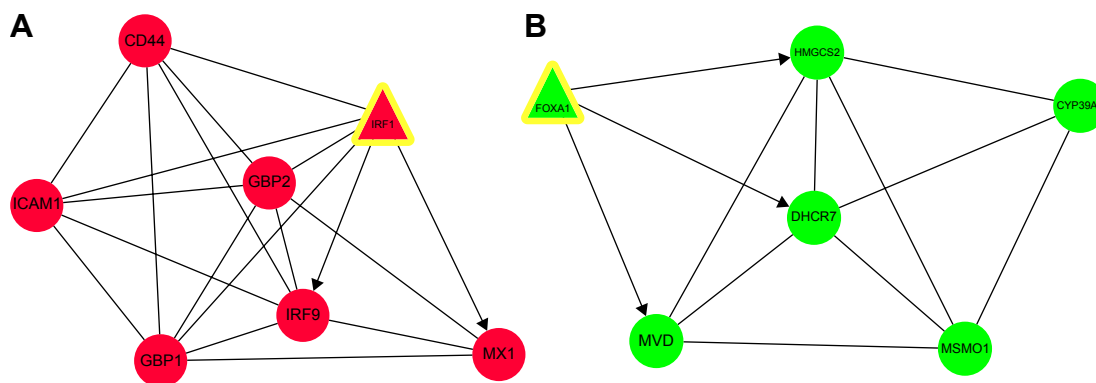 A
B
CD44
IRF1
GBP2
ICAM1
IRF9
GBP1
MX1
HMGCS2
FOXA1
CYP39A
DHCR7
MVD
MSMO1